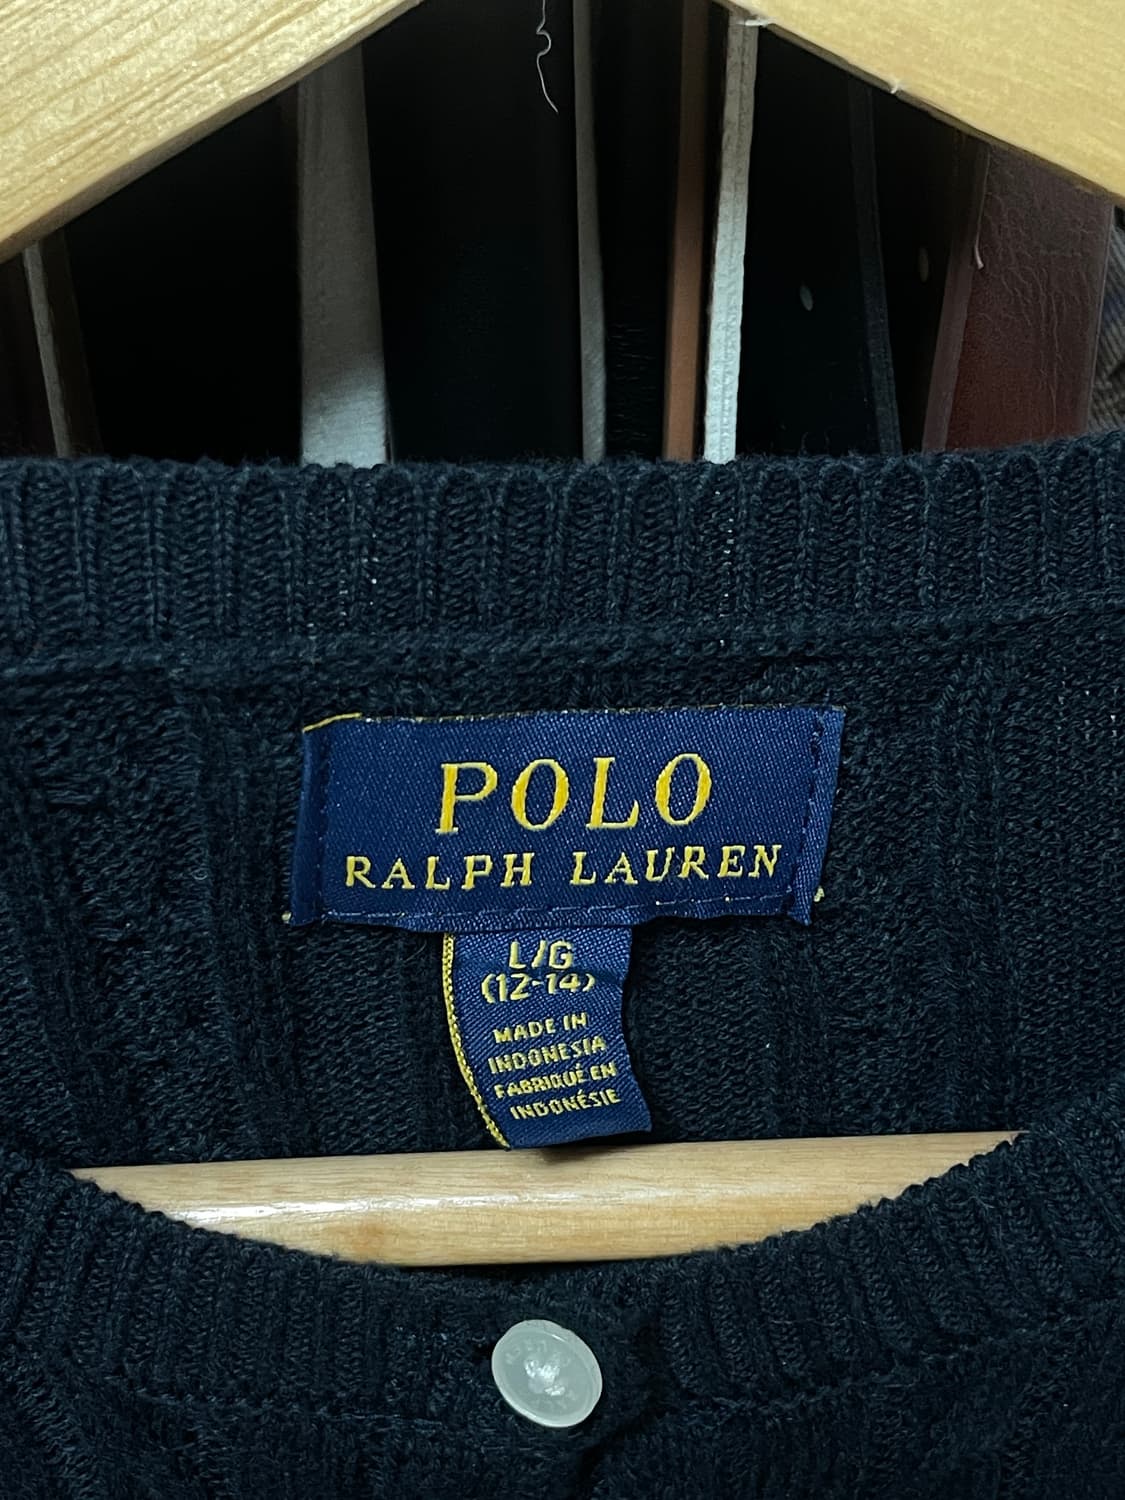 POLO
RALPH LAUREN
L/G
(12-14)
MADE IN
INDONESIA
FABRIQUÉ EN
INDONÉSIE